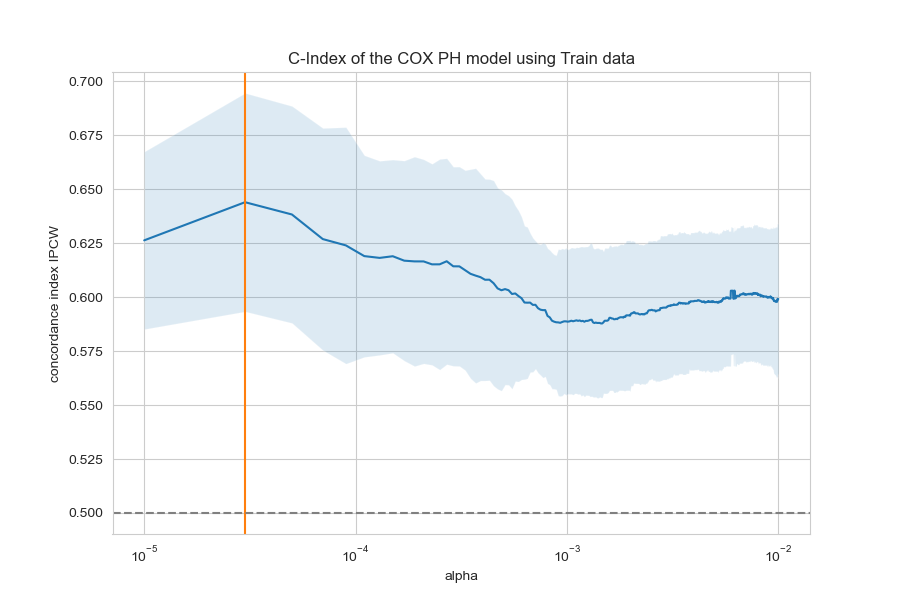 C-Index of the COX PH model using Train data
concordance index IPCW
0.700
0.675
0.650
0.625
0.600
0.575
0.550
0.525
0.500
10⁻⁵ 10⁻⁴ 10⁻³ 10⁻²
alpha